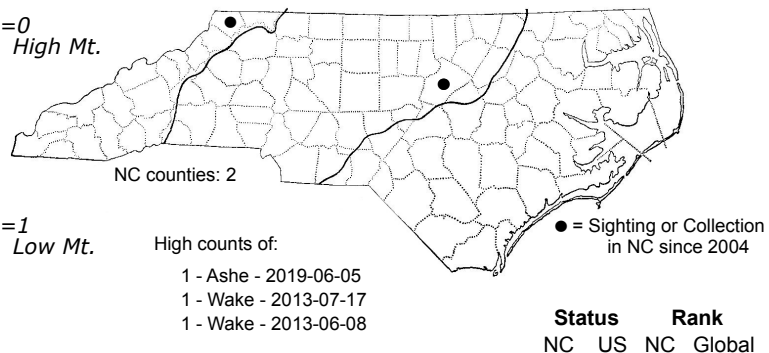 =0
High Mt.
NC counties: 2
=1
Low Mt.
High counts of:
1 - Ashe - 2019-06-05
1 - Wake - 2013-07-17
1 - Wake - 2013-06-08
● = Sighting or Collection
in NC since 2004
Status Rank
NC US NC Global